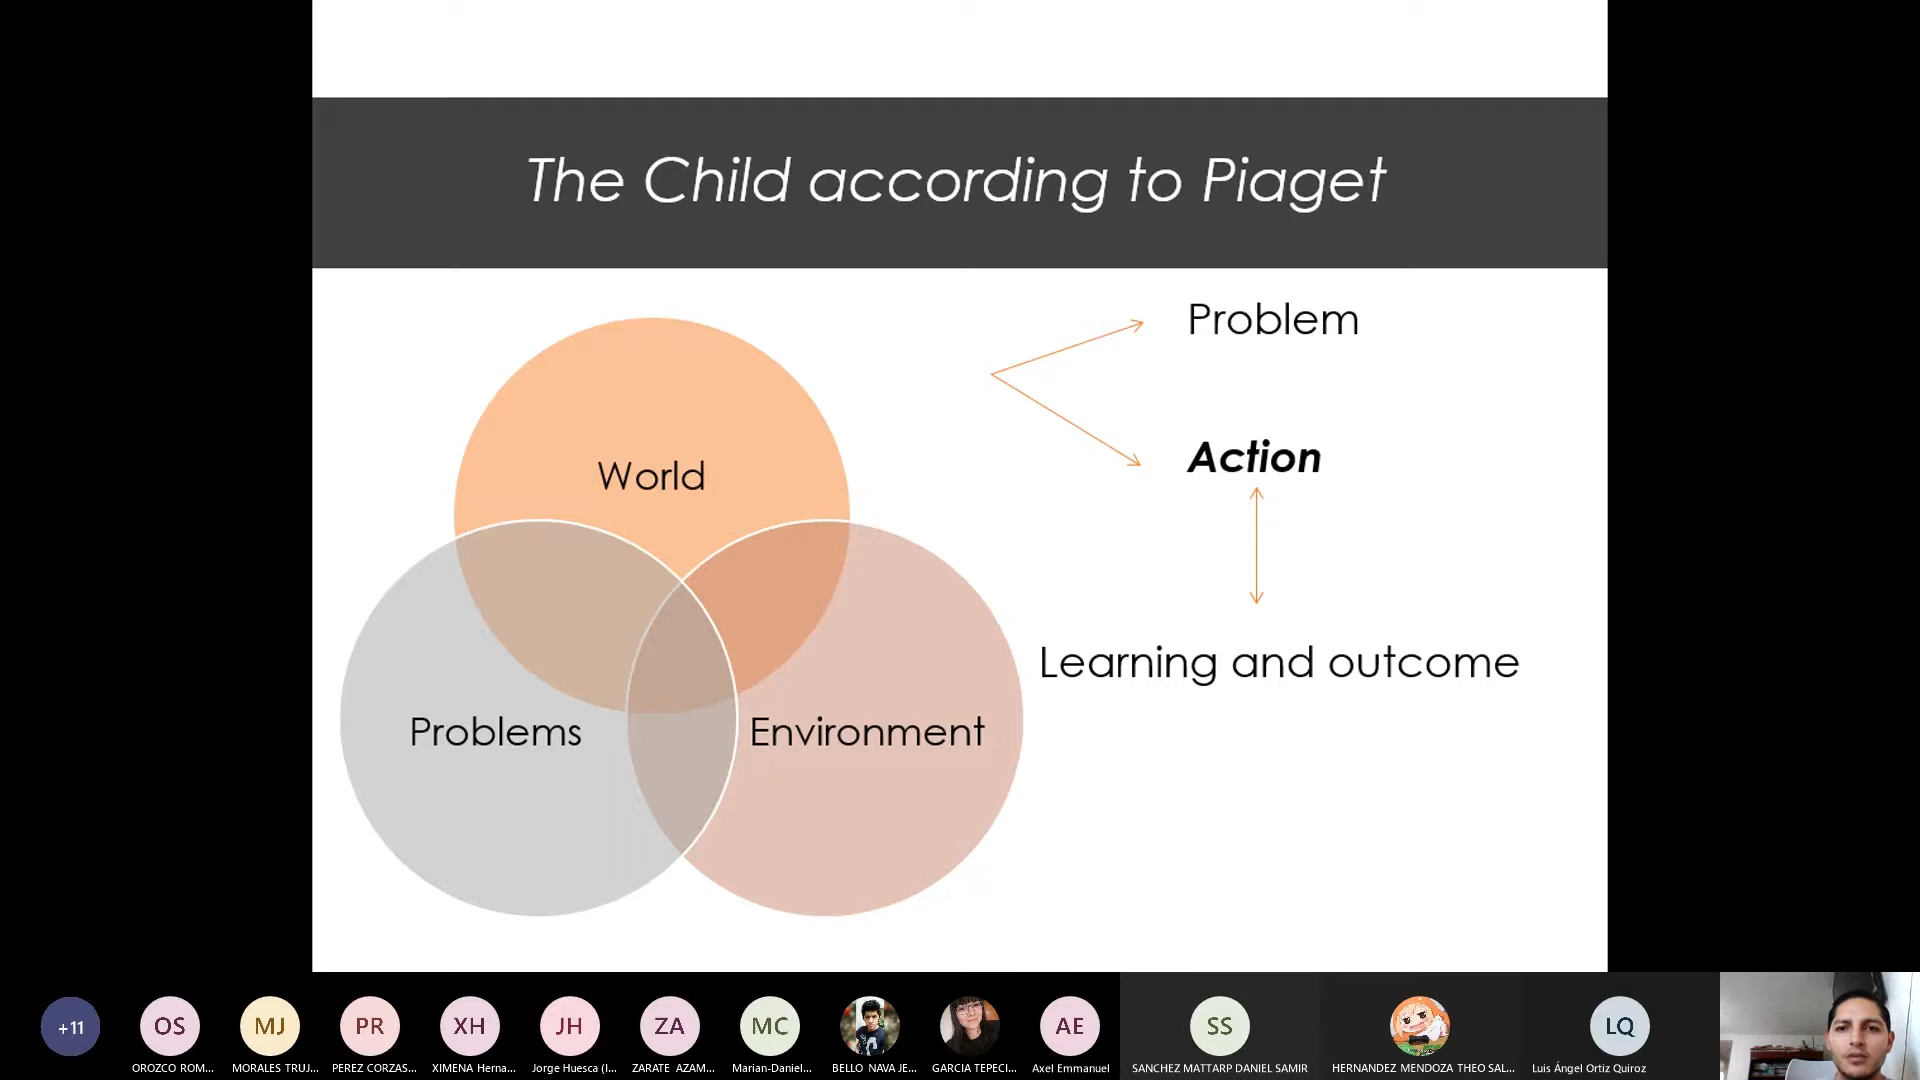 The Child according to Piaget
World
Problems
Environment
Problem
Action
Learning and outcome
+11
OS
MJ
PR
XH
JH
ZA
MC
AE
SS
LQ
OROZCO ROM...
MORALES TRUJ...
PEREZ CORZAS...
XIMENA Herna...
Jorge Huesca (I...
ZARATE AZAM...
Marian-Daniel...
BELLO NAVA JE...
GARCIA TEPECI...
Axel Emmanuel
SANCHEZ MATTARP DANIEL SAMIR
HERNANDEZ MENDOZA THEO SAL...
Luis Ángel Ortiz Quiroz